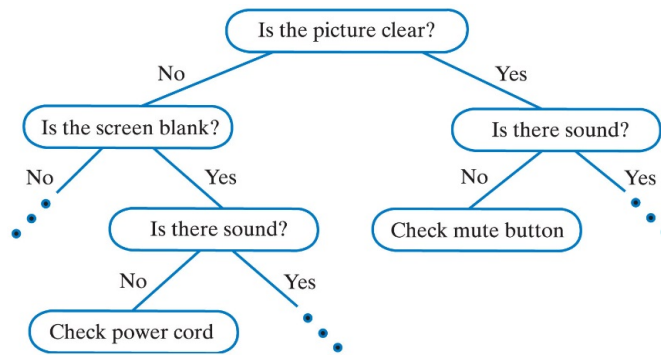 Is the picture clear?
No
Yes
Is the screen blank?
Is there sound?
No
Yes
No
Yes
Is there sound?
Check mute button
No
Yes
Check power cord